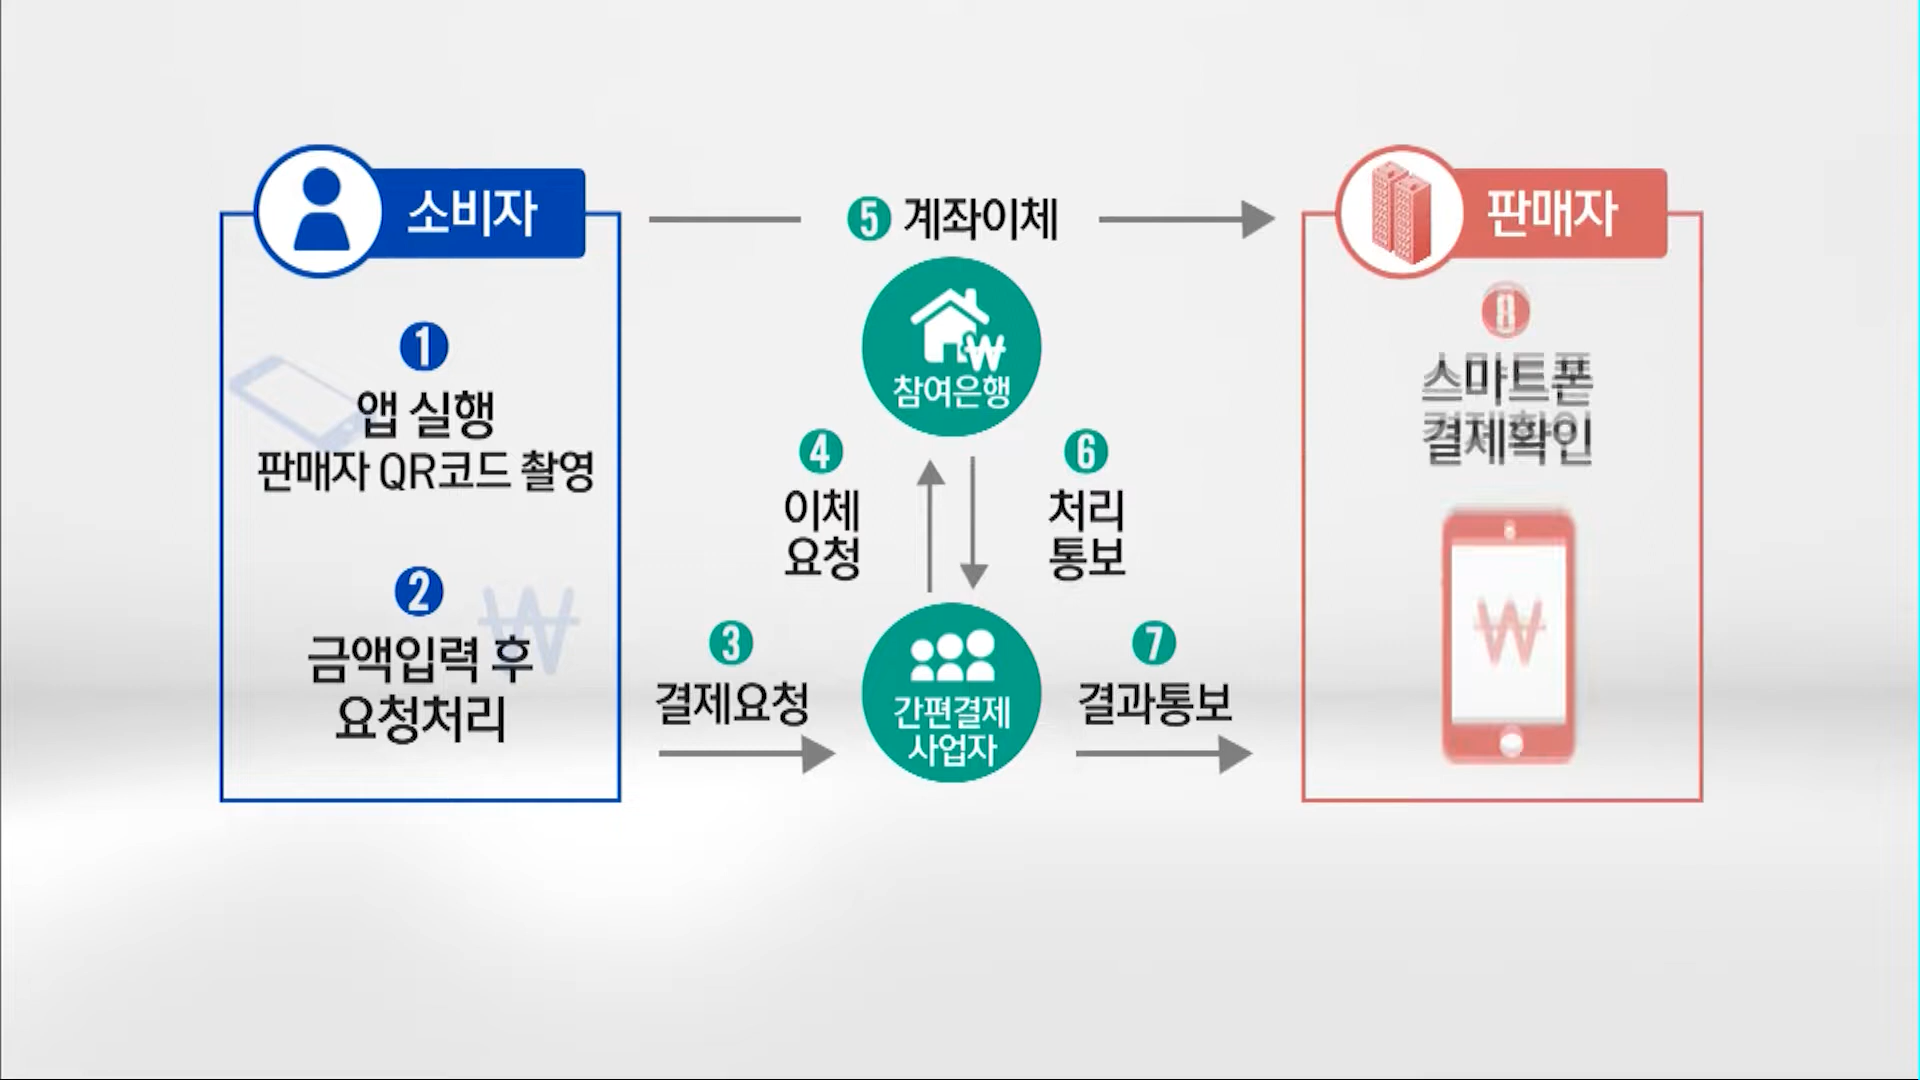 소비자
1
앱 실행
판매자 QR코드 촬영
2
금액입력 후
요청처리
3
결제요청
4
이체
요청
5 계좌이체
참여은행
6
처리
통보
간편결제
사업자
7
결과통보
판매자
8
스마트폰
결제확인